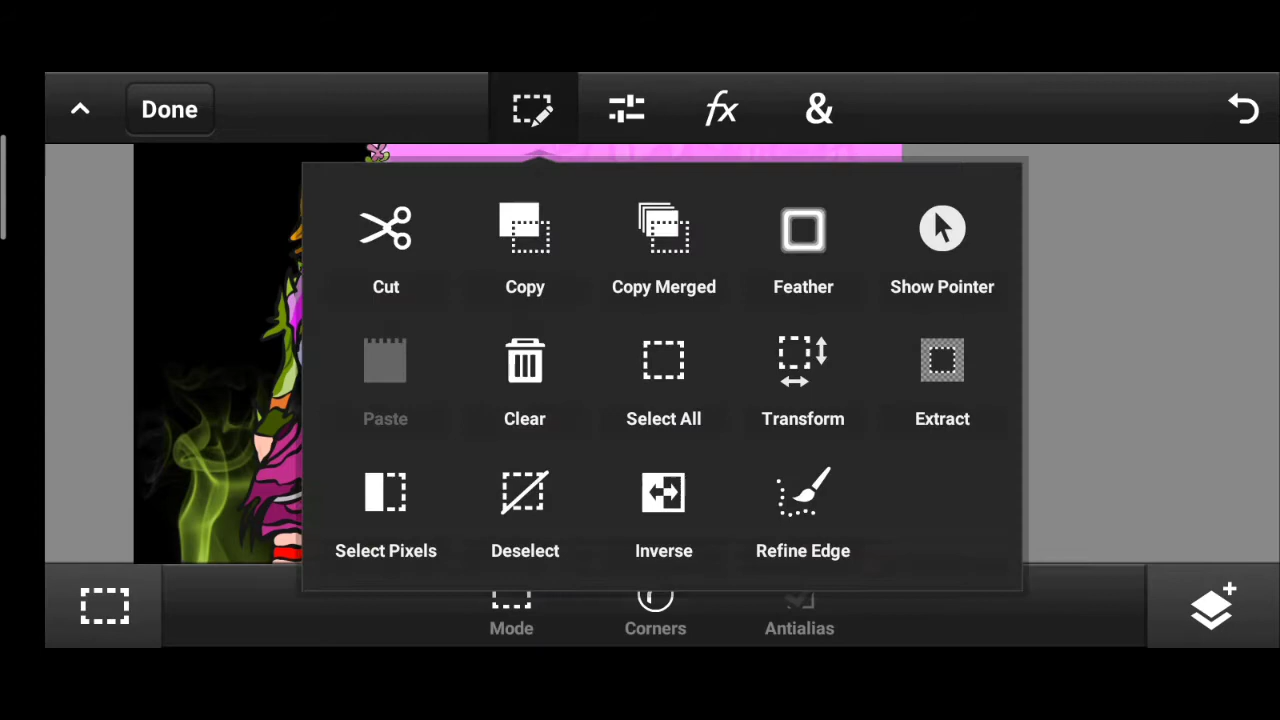 Done
fx
&
Cut
Copy
Copy Merged
Feather
Show Pointer
Paste
Clear
Select All
Transform
Extract
Select Pixels
Deselect
Inverse
Refine Edge
Mode
Corners
Antialias